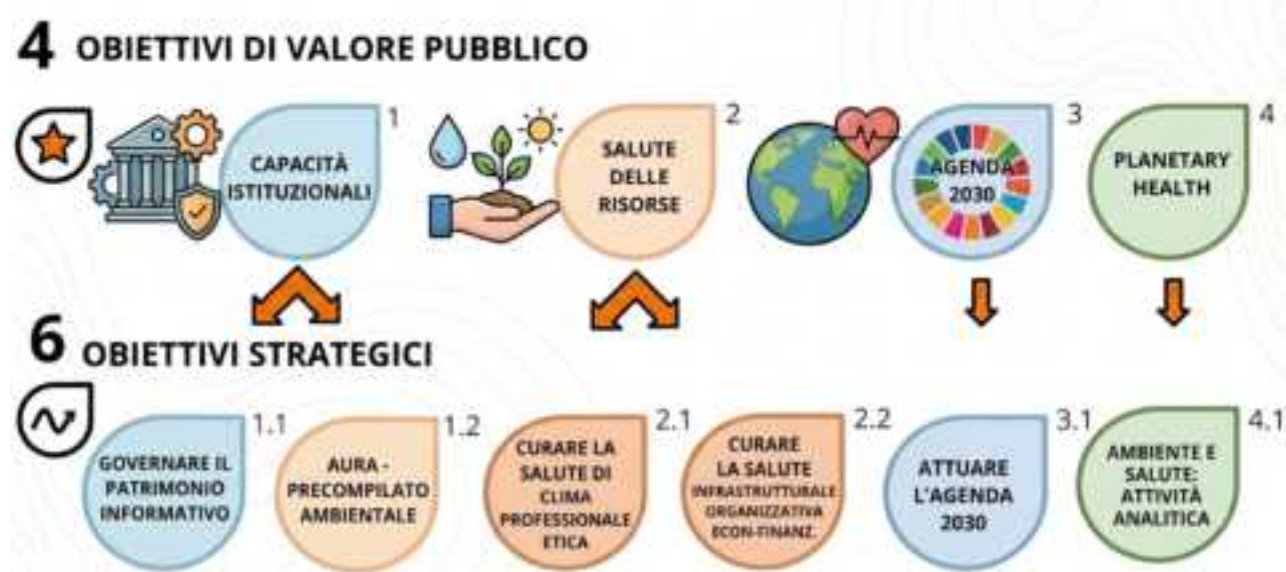 4 OBIETTIVI DI VALORE PUBBLICO
1
CAPACITÀ
ISTITUZIONALI
2
SALUTE
DELLE
RISORSE
3
AGENDA
2030
4
PLANETARY
HEALTH
6 OBIETTIVI STRATEGICI
1.1
GOVERNARE IL
PATRIMONIO
INFORMATIVO
1.2
AURA -
PRECOMPILATO
AMBIENTALE
2.1
CURARE LA
SALUTE DI
CLIMA
PROFESSIONALE
ETICA
2.2
CURARE
LA SALUTE
INFRASTRUTTURALE
ORGANIZZATIVA
ECON-FINANZ.
3.1
ATTUARE
L'AGENDA
2030
4.1
AMBIENTE E
SALUTE:
ATTIVITÀ
ANALITICA